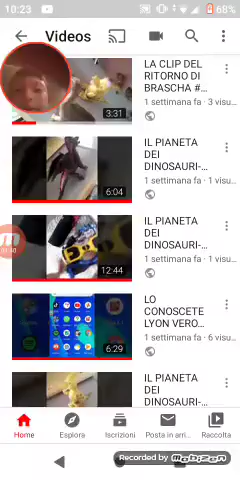 10:23
68%
Videos
LA CLIP DEL
RITORNO DI
BRASCHA #...
1 settimana fa · 3 visu...
3:31
IL PIANETA
DEI
DINOSAURI-...
1 settimana fa · 1 visu...
6:04
IL PIANETA
DEI
DINOSAURI-...
1 settimana fa · 1 visu...
12:44
LO
CONOSCETE
LYON VERO...
1 settimana fa · 6 visu...
6:29
IL PIANETA
DEI
DINOSAURI-...
Home
Esplora
Iscrizioni
Posta in arri...
Raccolta
Recorded by mobizen